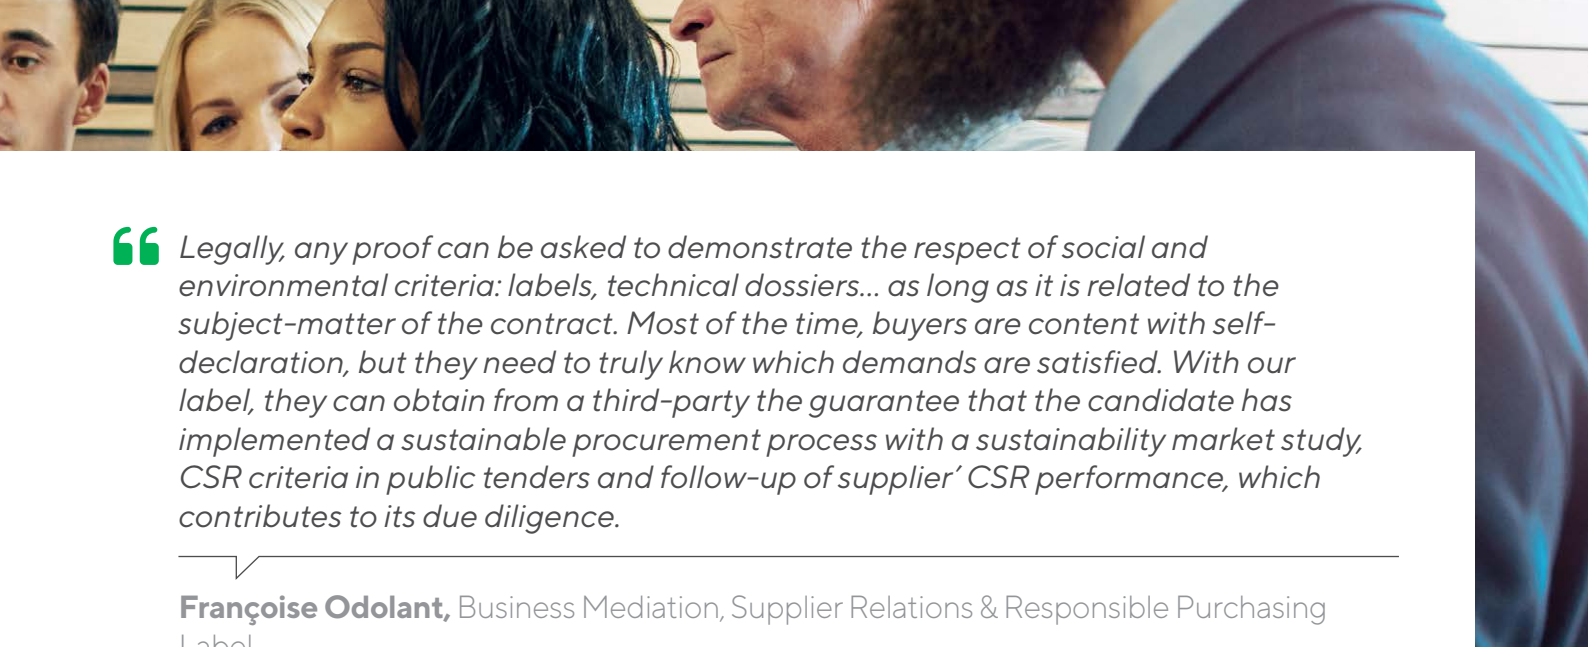 “ Legally, any proof can be asked to demonstrate the respect of social and
environmental criteria: labels, technical dossiers... as long as it is related to the
subject-matter of the contract. Most of the time, buyers are content with self-
declaration, but they need to truly know which demands are satisfied. With our
label, they can obtain from a third-party the guarantee that the candidate has
implemented a sustainable procurement process with a sustainability market study,
CSR criteria in public tenders and follow-up of supplier’ CSR performance, which
contributes to its due diligence.
Françoise Odolant, Business Mediation, Supplier Relations & Responsible Purchasing
Label